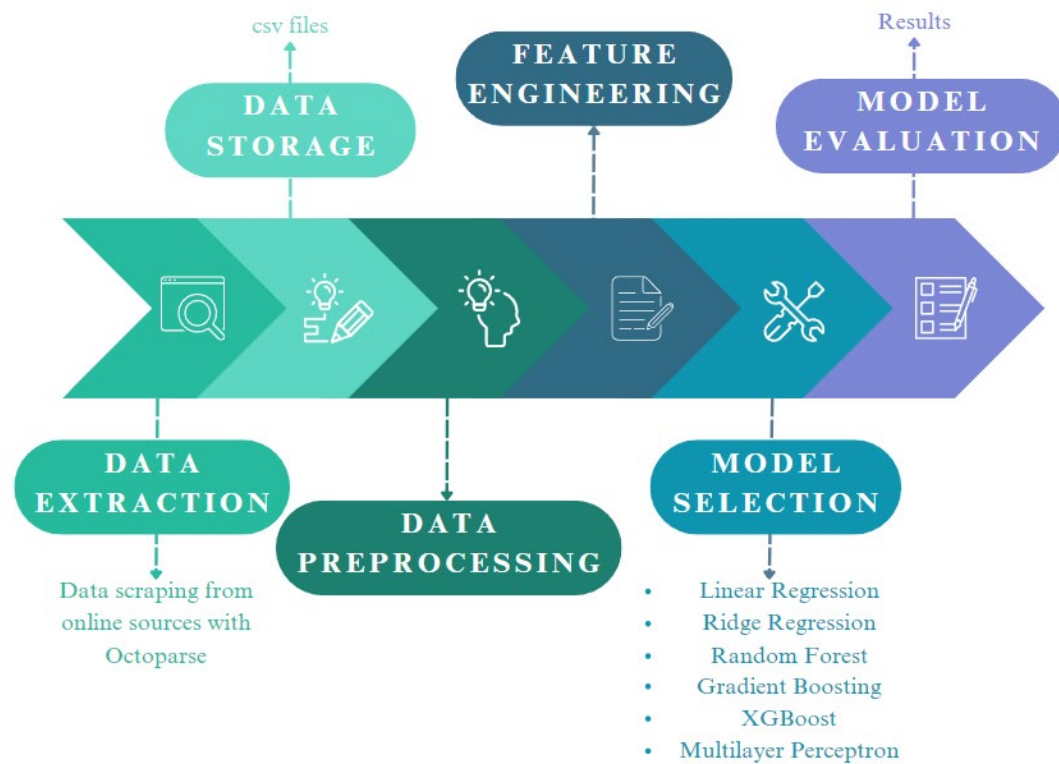 csv files
DATA
STORAGE
FEATURE
ENGINEERING
Results
MODEL
EVALUATION
DATA
EXTRACTION
Data scraping from
online sources with
Octoparse
DATA
PREPROCESSING
MODEL
SELECTION
• Linear Regression
• Ridge Regression
• Random Forest
• Gradient Boosting
• XGBoost
• Multilayer Perceptron